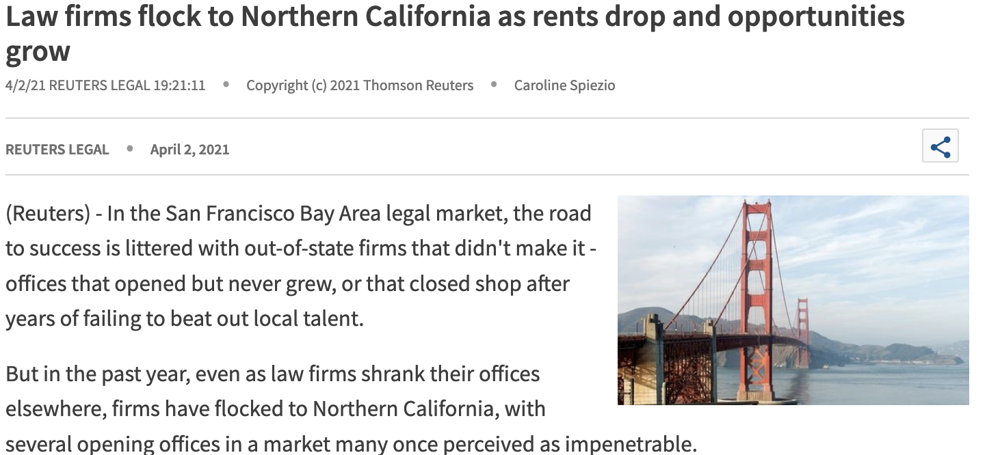 Law firms flock to Northern California as rents drop and opportunities
grow
4/2/21 REUTERS LEGAL 19:21:11 • Copyright (c) 2021 Thomson Reuters • Caroline Spiezio
REUTERS LEGAL • April 2, 2021
(Reuters) - In the San Francisco Bay Area legal market, the road
to success is littered with out-of-state firms that didn't make it -
offices that opened but never grew, or that closed shop after
years of failing to beat out local talent.
But in the past year, even as law firms shrank their offices
elsewhere, firms have flocked to Northern California, with
several opening offices in a market many once perceived as impenetrable.